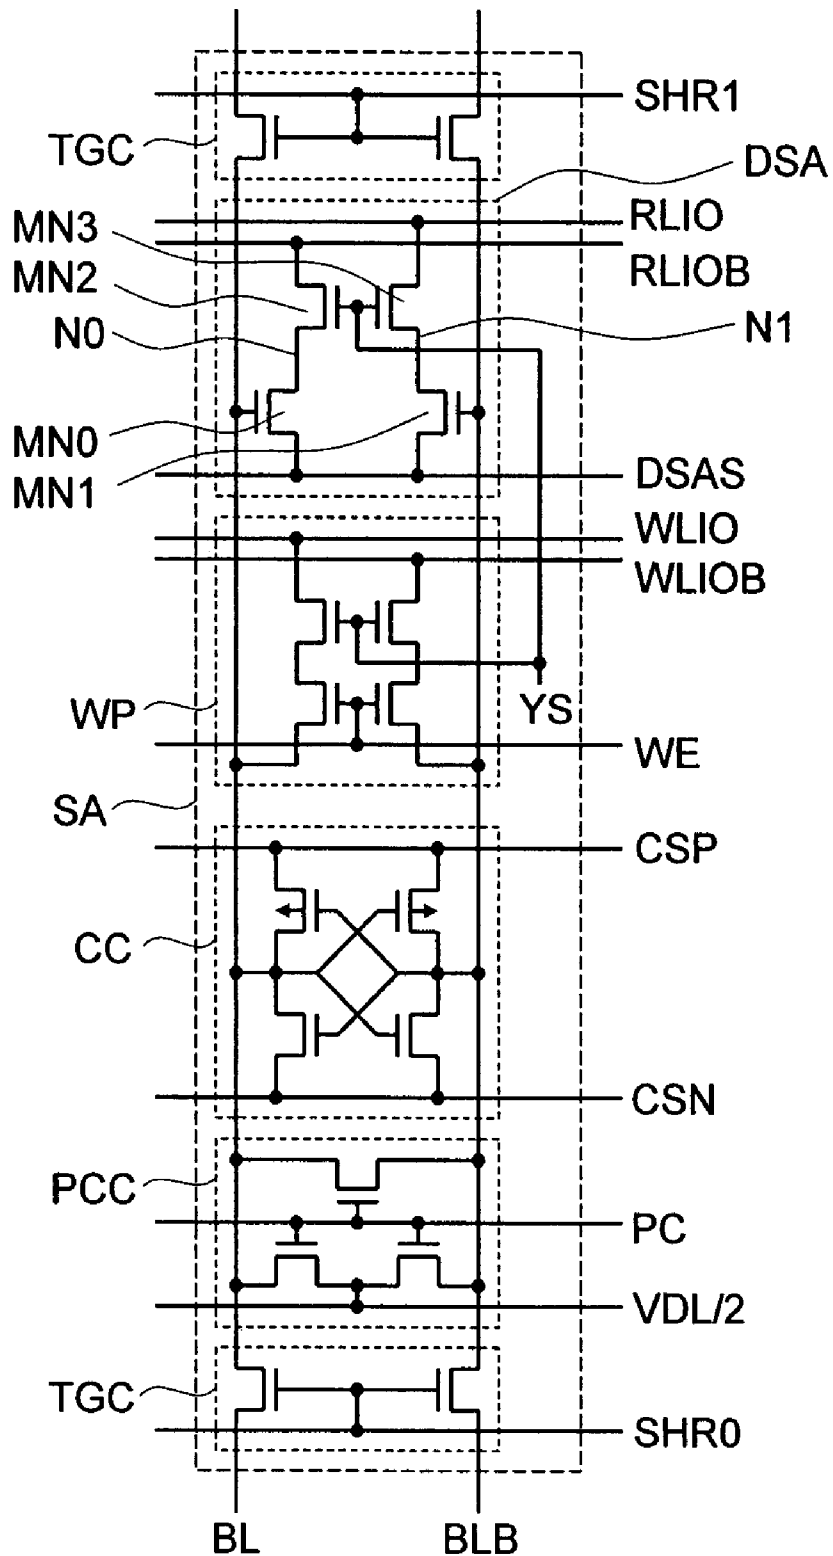 SHR1
TGC
DSA
RLIO
MN3
RLIOB
MN2
N0
N1
MN0
DSAS
MN1
WLIO
WLIOB
YS
WP
WE
SA
CSP
CC
CSN
PCC
PC
VDL/2
TGC
SHR0
BL
BLB